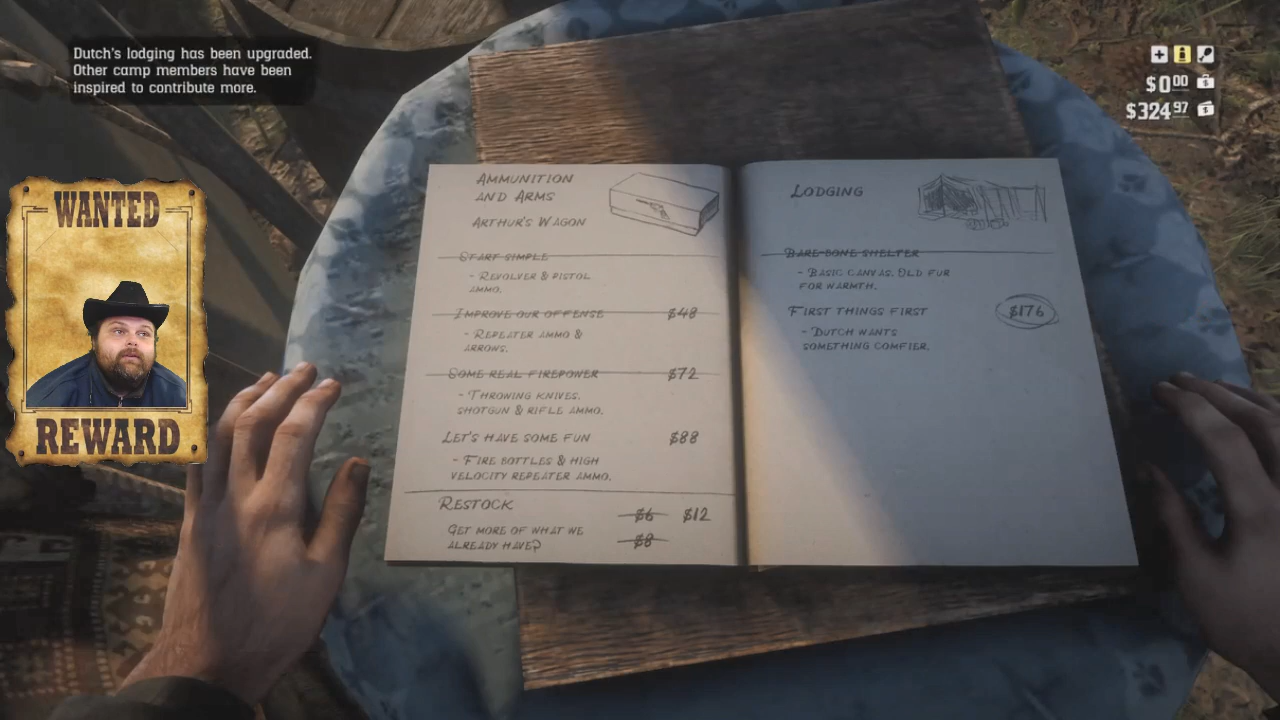 Dutch's lodging has been upgraded.
Other camp members have been
inspired to contribute more.
$000
$32497
WANTED
REWARD
AMMUNITION
AND ARMS
ARTHUR'S WAGON
START SIMPLE
- REVOLVER & PISTOL
AMMO.
IMPROVE OUR OFFENSE $48
- REPEATER AMMO &
ARROWS.
SOME REAL FIREPOWER $72
- THROWING KNIVES.
SHOTGUN & RIFLE AMMO.
LET'S HAVE SOME FUN $88
- FIRE BOTTLES & HIGH
VELOCITY REPEATER AMMO.
RESTOCK $6 $12
GET MORE OF WHAT WE
ALREADY HAVE? $8
LODGING
BARE-BONE SHELTER
- BASIC CANVAS. OLD FUR
FOR WARMTH.
FIRST THINGS FIRST $176
- DUTCH WANTS
SOMETHING COMFIER.